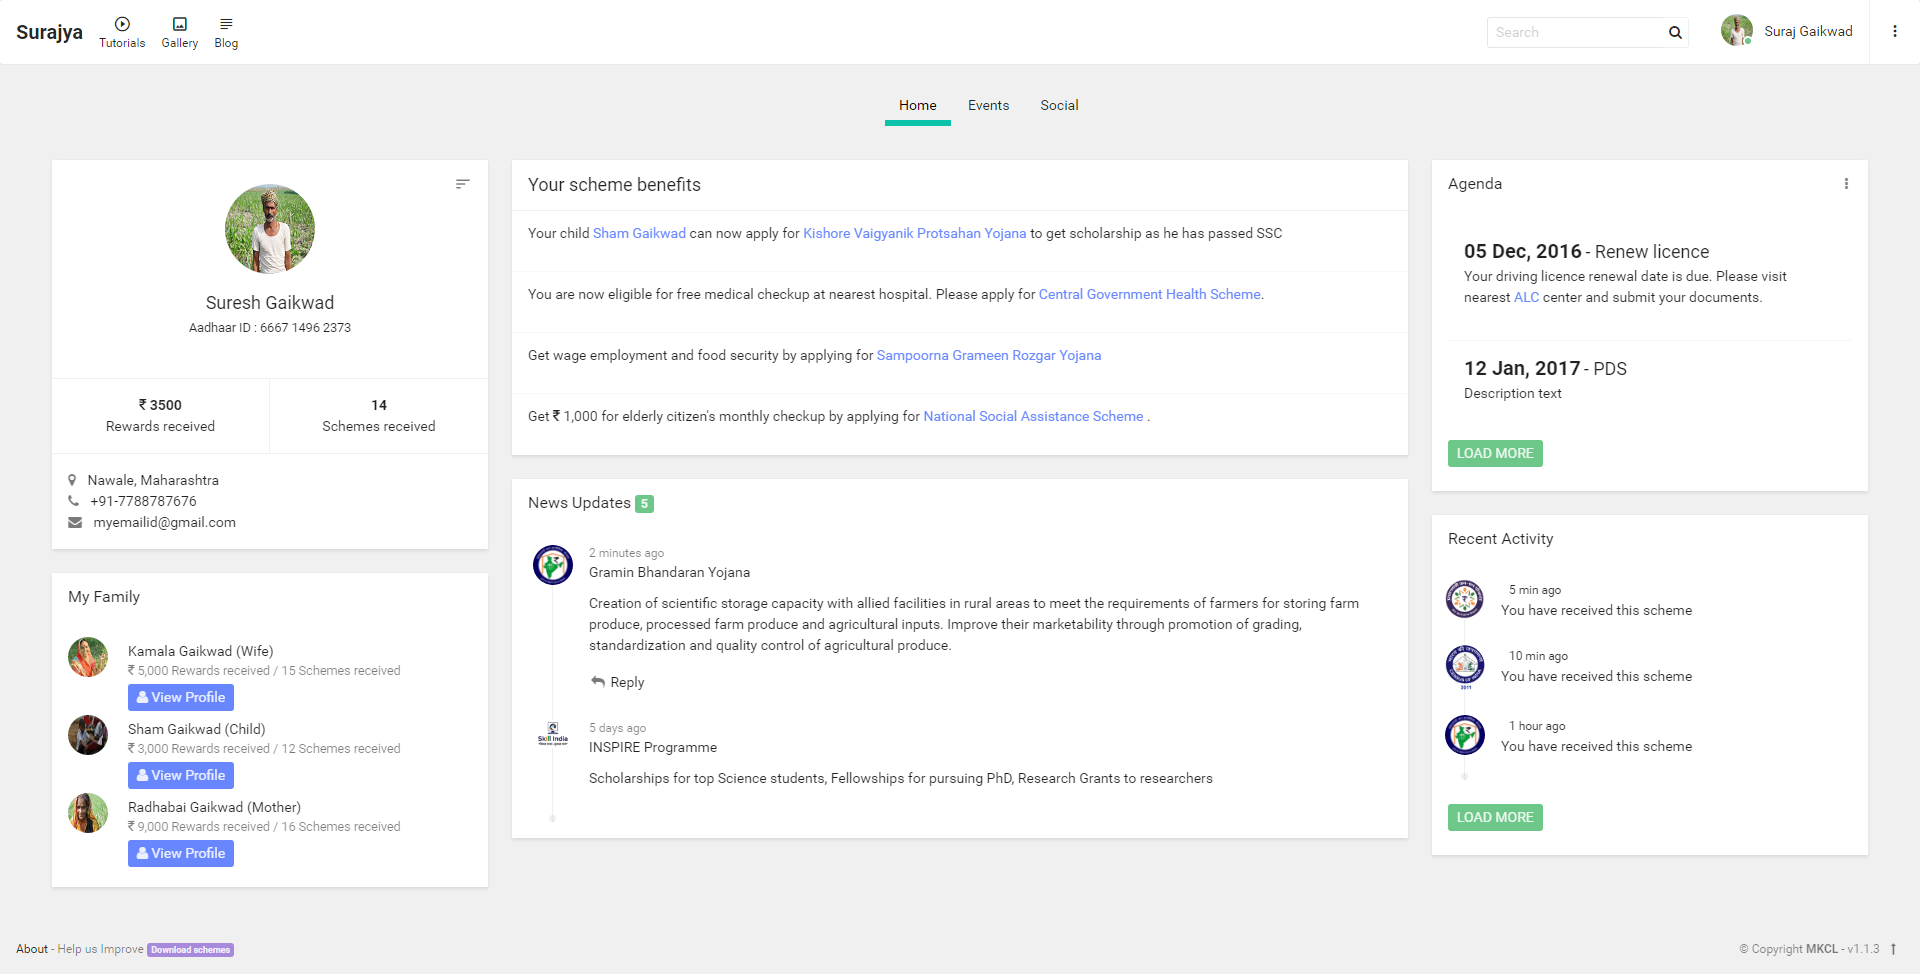 Surajya
Tutorials
Gallery
Blog
Search
Suraj Gaikwad
Home
Events
Social
Suresh Gaikwad
Aadhaar ID : 6667 1496 2373
₹ 3500
Rewards received
14
Schemes received
Nawale, Maharashtra
+91-7788787676
myemailid@gmail.com
My Family
Kamala Gaikwad (Wife)
₹ 5,000 Rewards received / 15 Schemes received
View Profile
Sham Gaikwad (Child)
₹ 3,000 Rewards received / 12 Schemes received
View Profile
Radhabai Gaikwad (Mother)
₹ 9,000 Rewards received / 16 Schemes received
View Profile
Your scheme benefits
Your child Sham Gaikwad can now apply for Kishore Vaigyanik Protsahan Yojana to get scholarship as he has passed SSC
You are now eligible for free medical checkup at nearest hospital. Please apply for Central Government Health Scheme.
Get wage employment and food security by applying for Sampoorna Grameen Rozgar Yojana
Get ₹ 1,000 for elderly citizen's monthly checkup by applying for National Social Assistance Scheme .
News Updates 5
2 minutes ago
Gramin Bhandaran Yojana
Creation of scientific storage capacity with allied facilities in rural areas to meet the requirements of farmers for storing farm
produce, processed farm produce and agricultural inputs. Improve their marketability through promotion of grading,
standardization and quality control of agricultural produce.
Reply
Skill India
5 days ago
INSPIRE Programme
Scholarships for top Science students, Fellowships for pursuing PhD, Research Grants to researchers
Agenda
05 Dec, 2016 - Renew licence
Your driving licence renewal date is due. Please visit
nearest ALC center and submit your documents.
12 Jan, 2017 - PDS
Description text
LOAD MORE
Recent Activity
5 min ago
You have received this scheme
2011
10 min ago
You have received this scheme
1 hour ago
You have received this scheme
LOAD MORE
About - Help us Improve Download schemes
© Copyright MKCL - v1.1.3